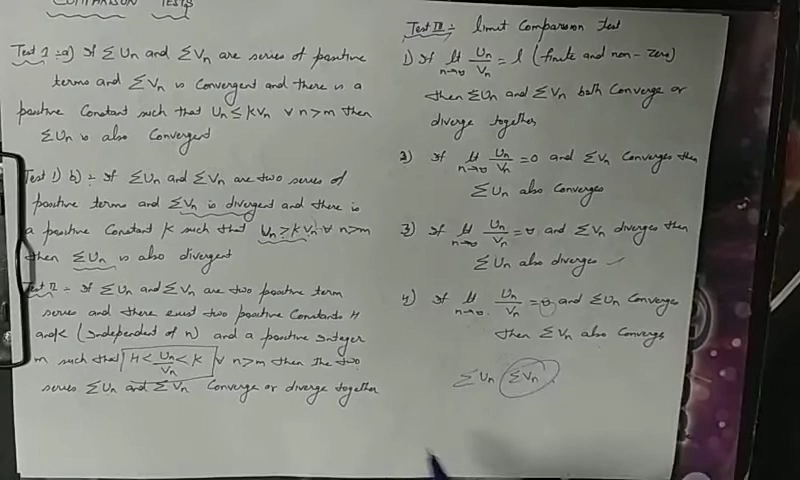 COMPARISON TESTS
Test 1 :- a) If ΣUn and ΣVn are series of positive
terms and ΣVn is Convergent and there is a
positive Constant such that Un ≤ kVn ∀ n>m then
ΣUn is also Convergent
Test 1) b) :- If ΣUn and ΣVn are two series of
positive terms and ΣVn is divergent and there is
a positive Constant K such that Un > kVn ∀ n>m
then ΣUn is also divergent
Test II :- If ΣUn and ΣVn are two positive term
series and there exist two positive Constants H
and K (Independent of n) and a positive integer
m such that H < Un/Vn < K ∀ n>m then the two
series ΣUn and ΣVn Converge or diverge together
Test III :- limit Comparison test
1) If lt n→∞ Un/Vn = l (finite and non-zero)
then ΣUn and ΣVn both Converge or
diverge together
2) If lt n→∞ Un/Vn = 0 and ΣVn Converges then
ΣUn also Converges
3) If lt n→∞ Un/Vn = ∞ and ΣVn diverges then
ΣUn also diverges
4) If lt n→∞ Un/Vn = ∞ and ΣUn Converges
then ΣVn also Converges
ΣUn ΣVn